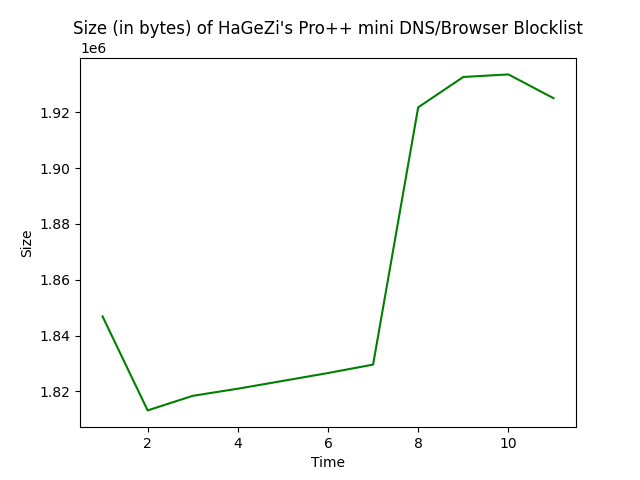 Size (in bytes) of HaGeZi's Pro++ mini DNS/Browser Blocklist
1e6
1.92
1.90
1.88
1.86
1.84
1.82
Size
2 4 6 8 10
Time